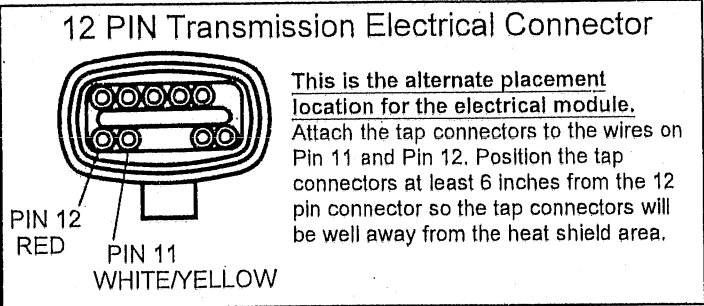 12 PIN Transmission Electrical Connector
This is the alternate placement
location for the electrical module.
Attach the tap connectors to the wires on
Pin 11 and Pin 12. Position the tap
connectors at least 6 inches from the 12
pin connector so the tap connectors will
be well away from the heat shield area.
PIN 12
RED
PIN 11
WHITE/YELLOW